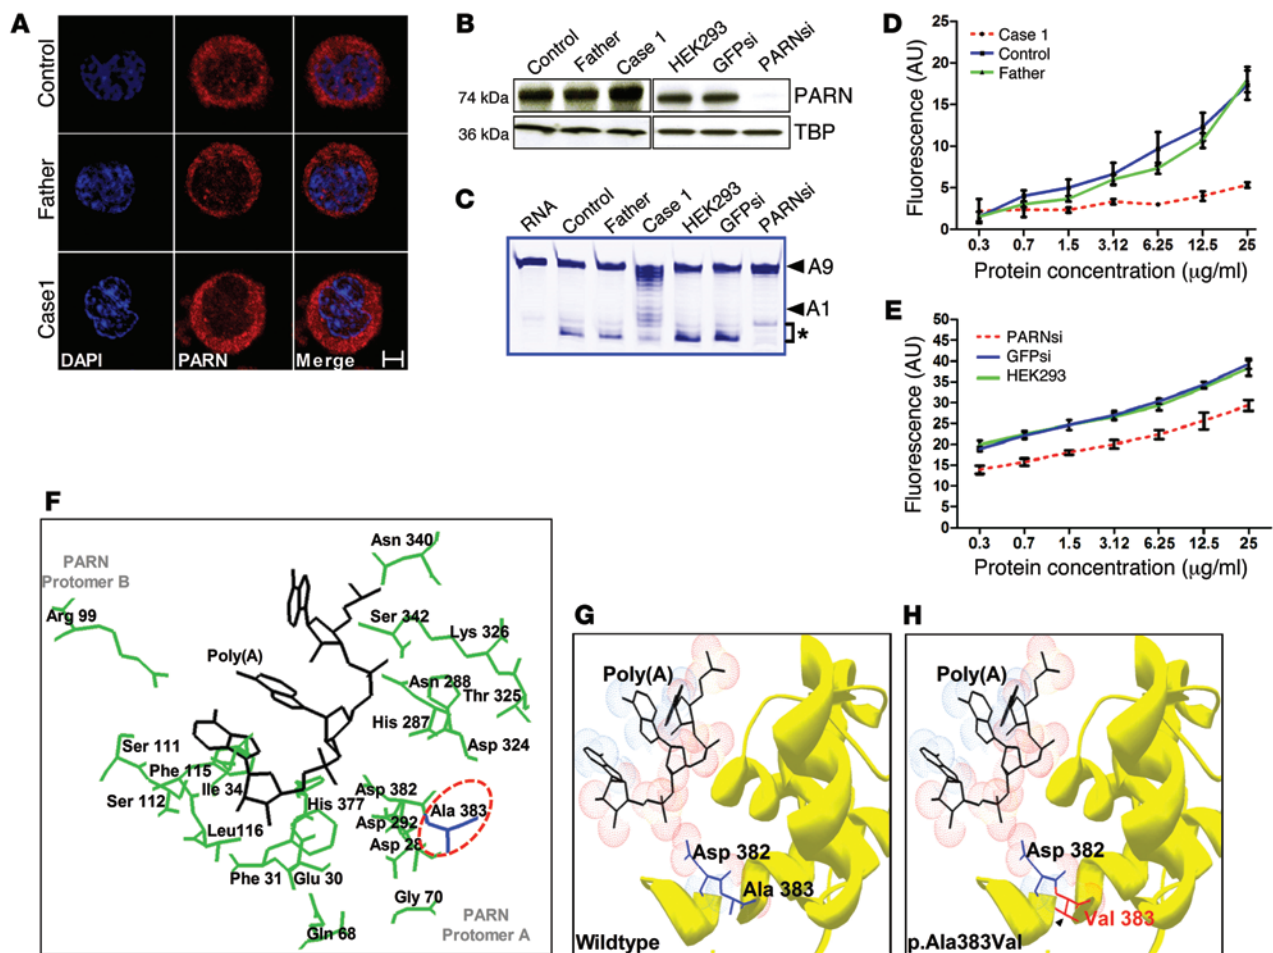 A
Control
Father
Case1
DAPI
PARN
Merge
B
Control
Father
Case 1
HEK293
GFPsi
PARNsi
74 kDa
PARN
36 kDa
TBP
C
RNA
Control
Father
Case 1
HEK293
GFPsi
PARNsi
A9
A1
*
D
Case 1
Control
Father
Fluorescence (AU)
25
20
15
10
5
0
0.3 0.7 1.5 3.12 6.25 12.5 25
Protein concentration (μg/ml)
E
PARNsi
GFPsi
HEK293
Fluorescence (AU)
50
45
40
35
30
25
20
15
10
5
0
0.3 0.7 1.5 3.12 6.25 12.5 25
Protein concentration (μg/ml)
F
PARN
Protomer B
Arg 99
Asn 340
Ser 342
Lys 326
Poly(A)
Asn 288
Thr 325
His 287
Asp 324
Ser 111
Phe 115
Ile 34
Ser 112
His 377
Asp 382
Ala 383
Asp 292
Leu116
Asp 28
Phe 31
Glu 30
Gly 70
Gln 68
PARN
Protomer A
G
Poly(A)
Asp 382
Ala 383
Wildtype
H
Poly(A)
Asp 382
Val 383
p.Ala383Val